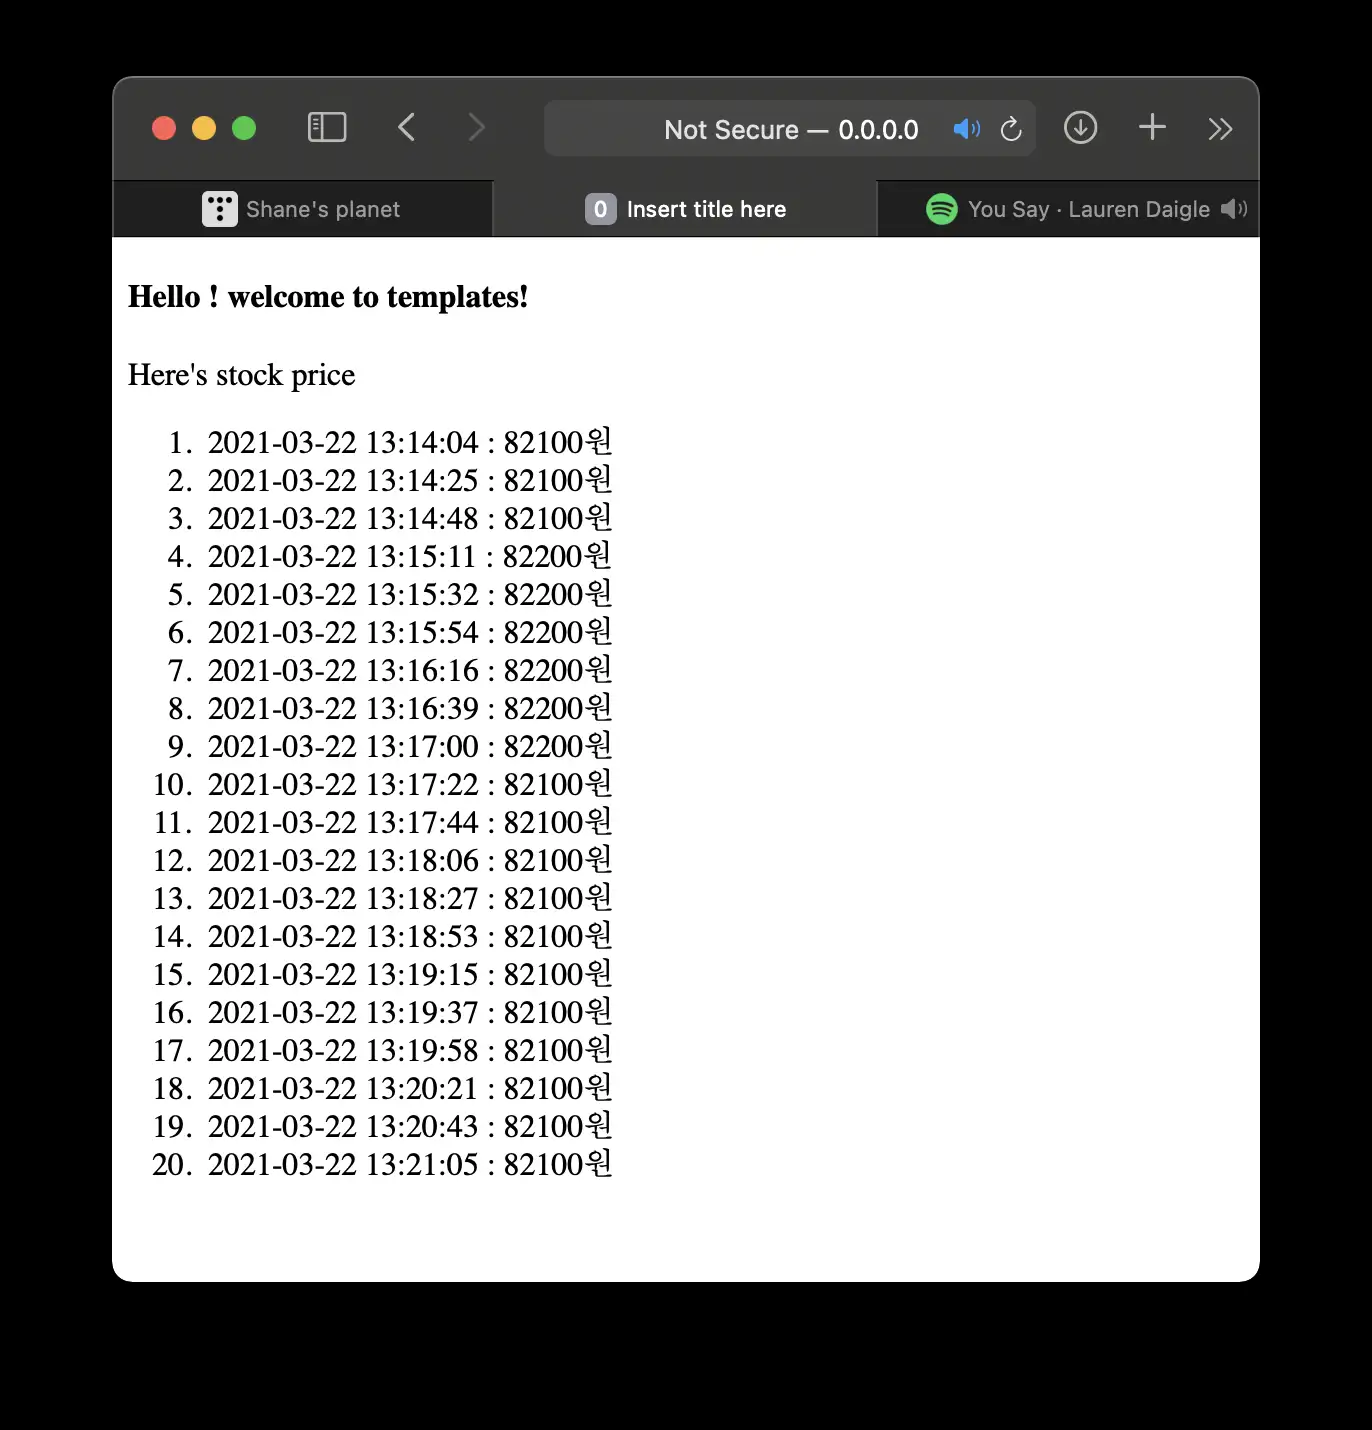 Not Secure — 0.0.0.0
Shane's planet
0 Insert title here
You Say · Lauren Daigle
Hello ! welcome to templates!
Here's stock price
1. 2021-03-22 13:14:04 : 82100원
2. 2021-03-22 13:14:25 : 82100원
3. 2021-03-22 13:14:48 : 82100원
4. 2021-03-22 13:15:11 : 82200원
5. 2021-03-22 13:15:32 : 82200원
6. 2021-03-22 13:15:54 : 82200원
7. 2021-03-22 13:16:16 : 82200원
8. 2021-03-22 13:16:39 : 82200원
9. 2021-03-22 13:17:00 : 82200원
10. 2021-03-22 13:17:22 : 82100원
11. 2021-03-22 13:17:44 : 82100원
12. 2021-03-22 13:18:06 : 82100원
13. 2021-03-22 13:18:27 : 82100원
14. 2021-03-22 13:18:53 : 82100원
15. 2021-03-22 13:19:15 : 82100원
16. 2021-03-22 13:19:37 : 82100원
17. 2021-03-22 13:19:58 : 82100원
18. 2021-03-22 13:20:21 : 82100원
19. 2021-03-22 13:20:43 : 82100원
20. 2021-03-22 13:21:05 : 82100원